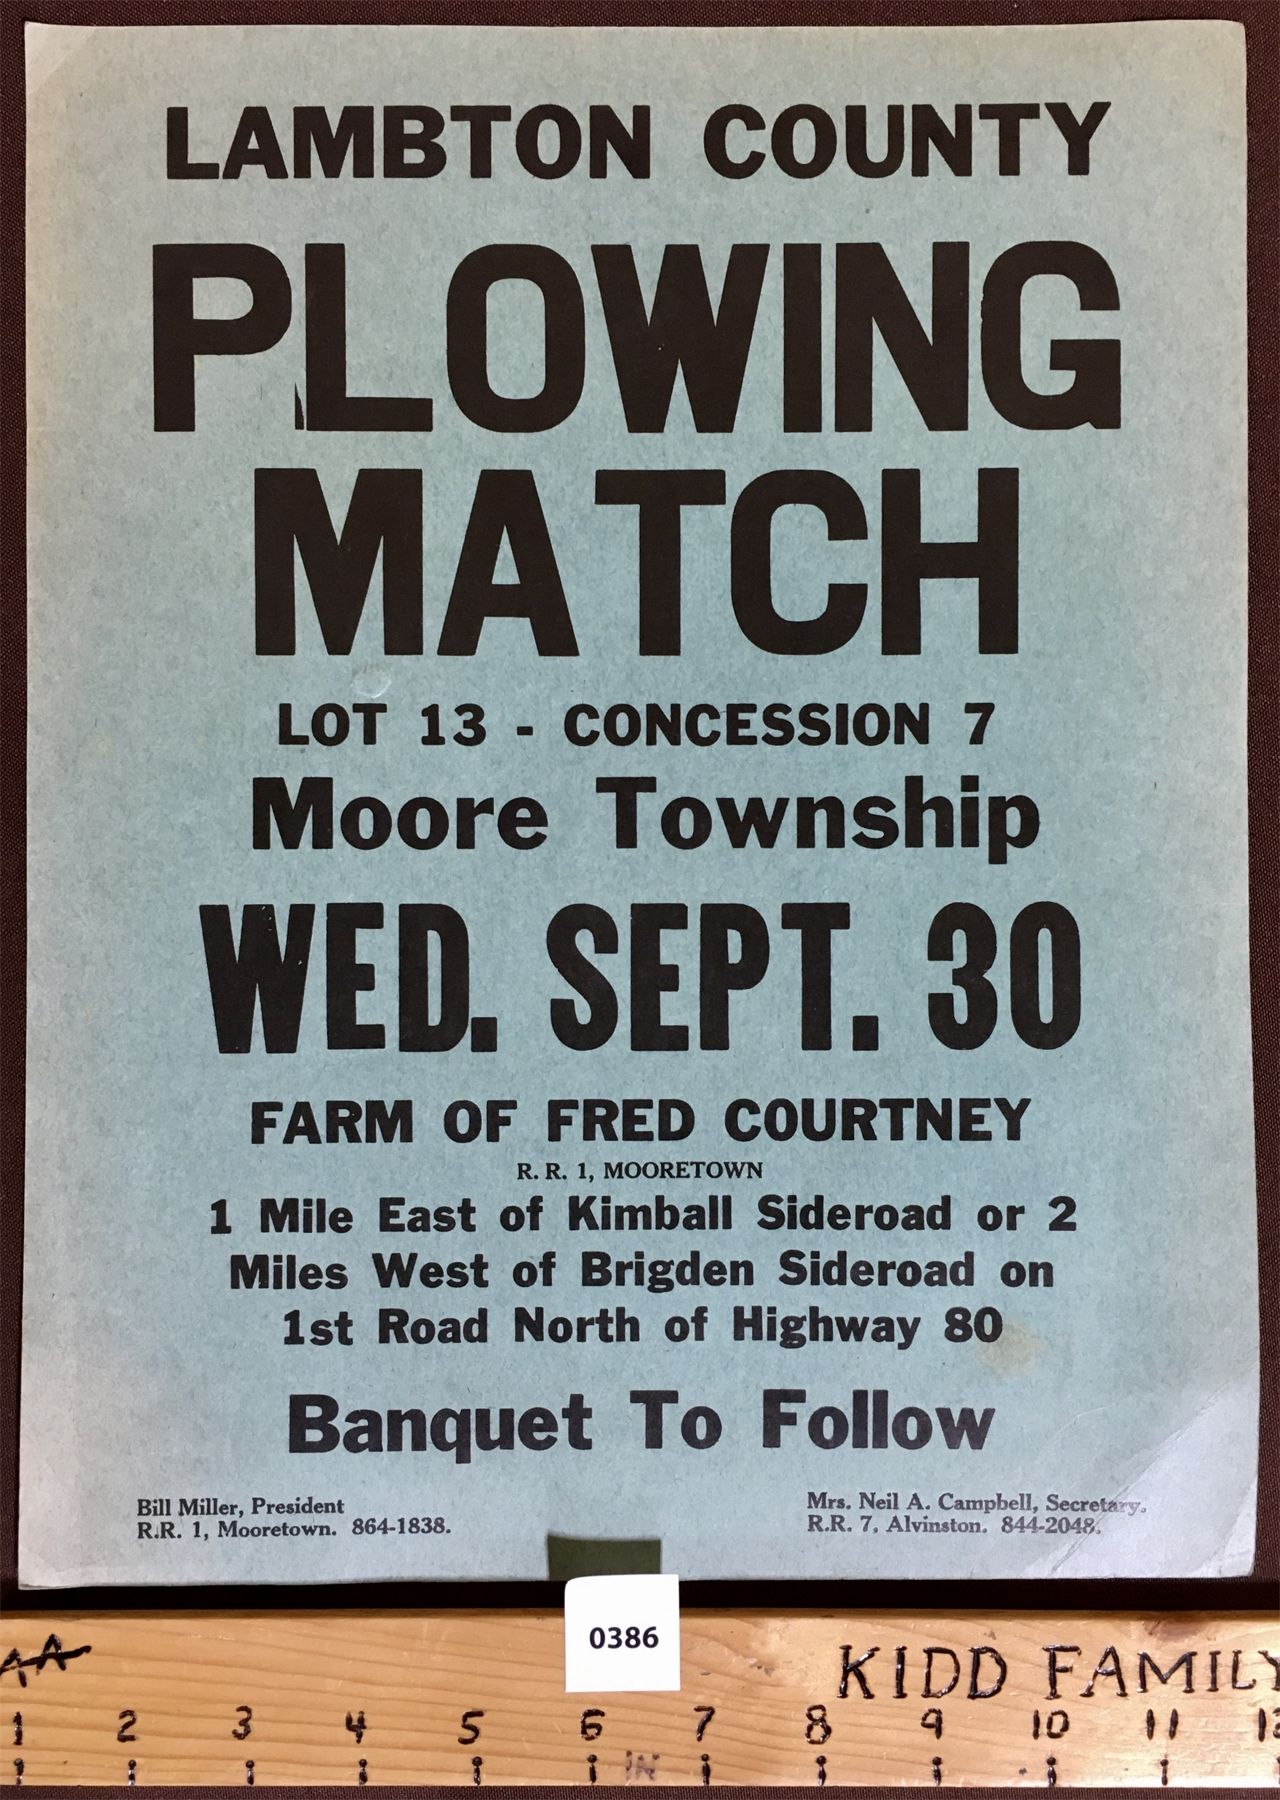 LAMBTON COUNTY
PLOWING
MATCH
LOT 13 - CONCESSION 7
Moore Township
WED. SEPT. 30
FARM OF FRED COURTNEY
R. R. 1, MOORETOWN
1 Mile East of Kimball Sideroad or 2
Miles West of Brigden Sideroad on
1st Road North of Highway 80
Banquet To Follow
Bill Miller, President
R.R. 1, Mooretown. 864-1838.
Mrs. Neil A. Campbell, Secretary.
R.R. 7, Alvinston. 844-2048.
0386
KIDD FAMILY
1 2 3 4 5 6 7 8 9 10 11
IN